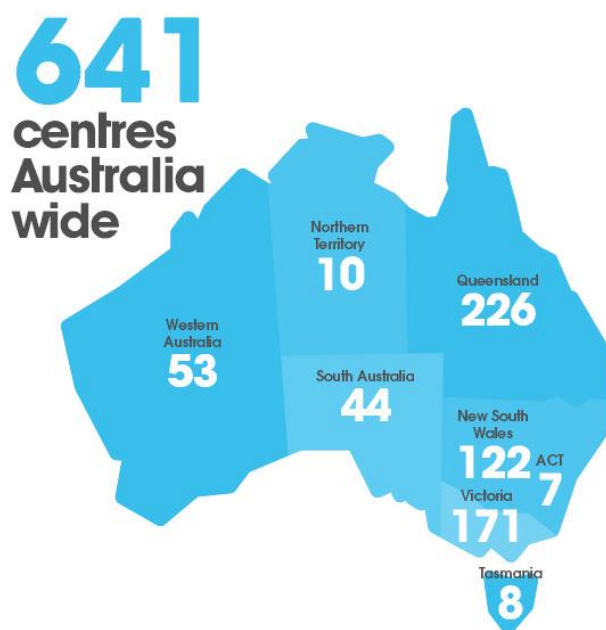 641
centres
Australia
wide
Northern
Territory
10
Queensland
226
Western
Australia
53
South Australia
44
New South
Wales
122
ACT
7
Victoria
171
Tasmania
8